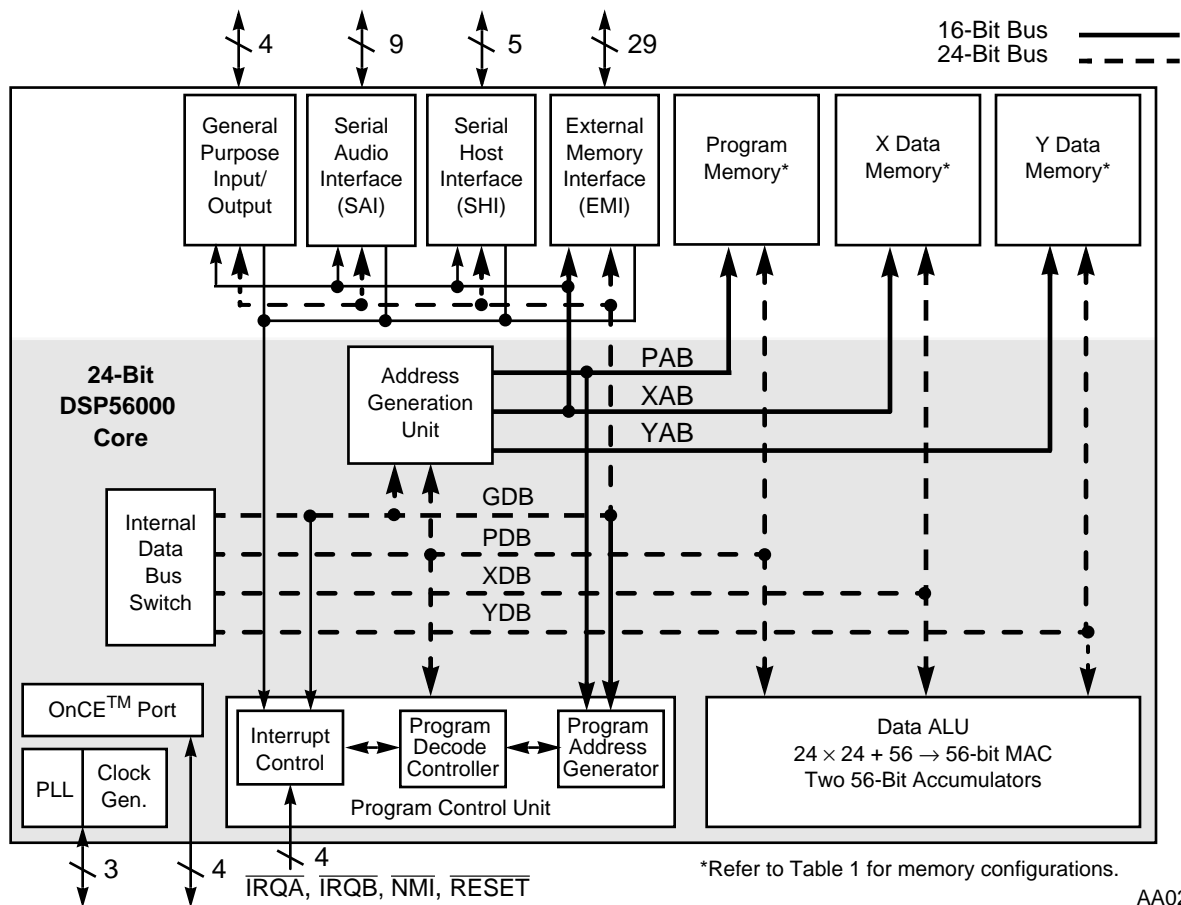 4
9
5
29
16-Bit Bus
24-Bit Bus
General
Purpose
Input/
Output
Serial
Audio
Interface
(SAI)
Serial
Host
Interface
(SHI)
External
Memory
Interface
(EMI)
Program
Memory*
X Data
Memory*
Y Data
Memory*
24-Bit
DSP56000
Core
Address
Generation
Unit
PAB
XAB
YAB
Internal
Data
Bus
Switch
GDB
PDB
XDB
YDB
OnCE™ Port
PLL
Clock
Gen.
Interrupt
Control
Program
Decode
Controller
Program
Address
Generator
Program Control Unit
Data ALU
24 × 24 + 56 → 56-bit MAC
Two 56-Bit Accumulators
3
4
4
IRQA, IRQB, NMI, RESET
*Refer to Table 1 for memory configurations.
AA02